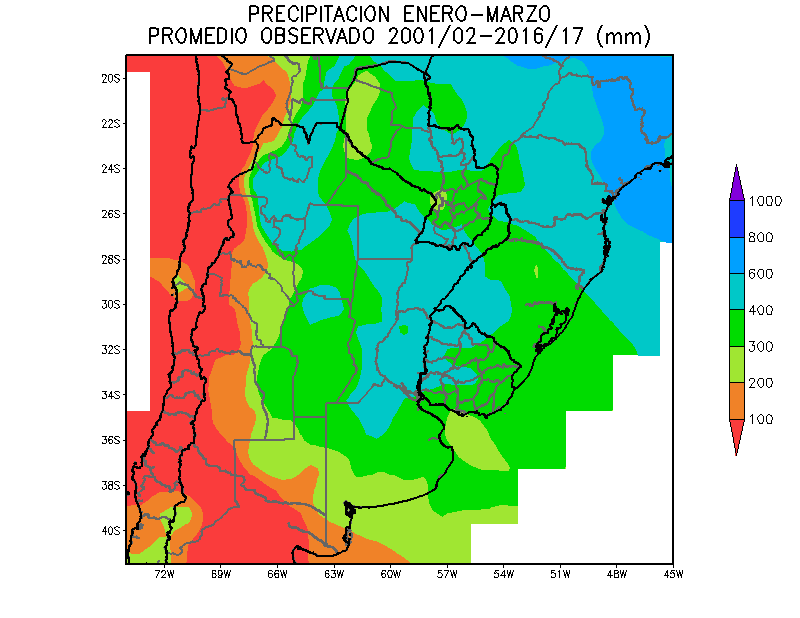 PRECIPITACION ENERO-MARZO
PROMEDIO OBSERVADO 2001/02-2016/17 (mm)
20S
22S
24S
26S
28S
30S
32S
34S
36S
38S
40S
72W 69W 66W 63W 60W 57W 54W 51W 48W 45W
1000
800
600
400
300
200
100